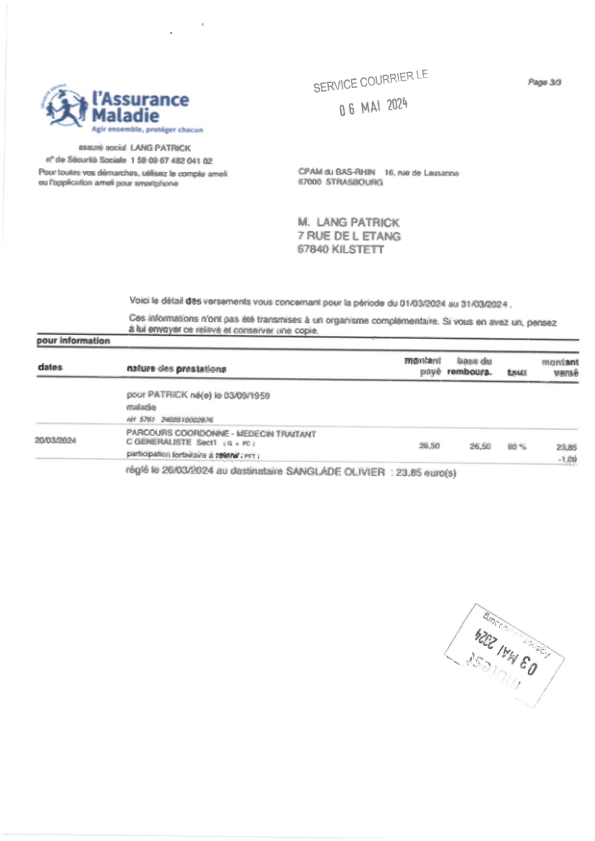 SERVICE COURRIER LE
06 MAI 2024
Page 3/3
l'Assurance
Maladie
Agir ensemble, protéger chacun
assuré social LANG PATRICK
n° de Sécurité Sociale 1 59 09 67 482 041 02
Pour toutes vos démarches, utilisez le compte ameli
ou l'application ameli pour smartphone
CPAM du BAS-RHIN 16, rue de Lausanne
67000 STRASBOURG
M. LANG PATRICK
7 RUE DE L ETANG
67840 KILSTETT
Voici le détail des versements vous concernant pour la période du 01/03/2024 au 31/03/2024 .
Ces informations n'ont pas été transmises à un organisme complémentaire. Si vous en avez un, pensez
à lui envoyer ce relevé et conserver une copie.
pour information
dates nature des prestations montant payé base du rembours. taux montant versé
pour PATRICK né(e) le 03/09/1959
maladie
20/03/2024 PARCOURS COORDONNE - MEDECIN TRAITANT
C GENERALISTE Sect1 ( G + PC ) 26,50 26,50 90 % 23,85
participation forfaitaire à retenir ( PFT ) -1,00
réglé le 26/03/2024 au destinataire SANGLADE OLIVIER : 23,85 euro(s)
03 MAI 2024